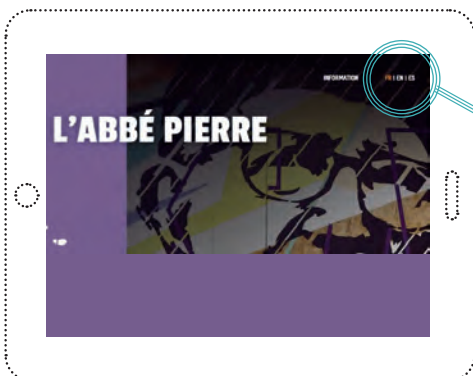 INFORMATION FR | EN | ES
L'ABBÉ PIERRE